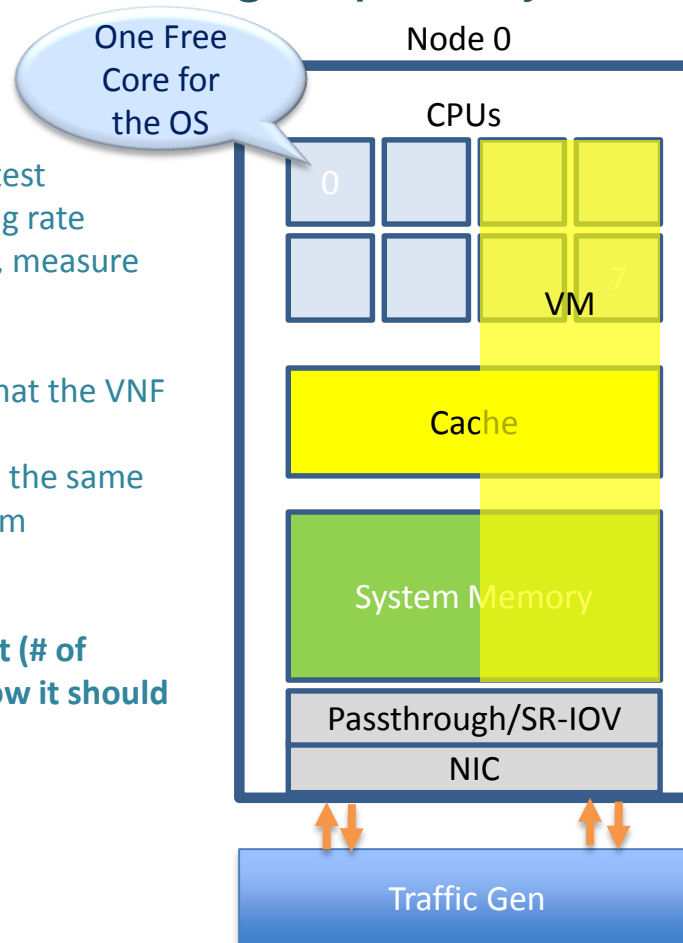 One Free
Core for
the OS
Node 0
CPUs
0
7
VM
Cache
System Memory
Passthrough/SR-IOV
NIC
Traffic Gen
test
g rate
, measure
hat the VNF
the same
m
t (# of
ow it should